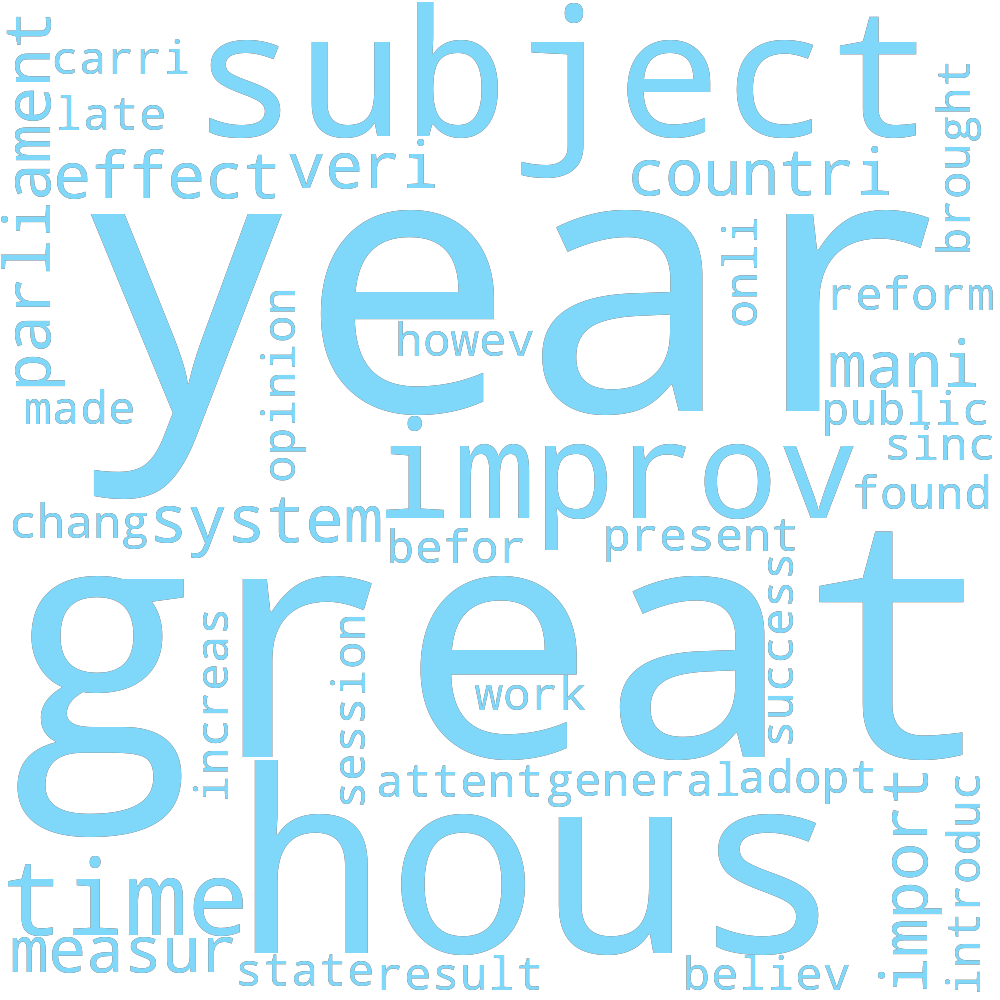 subject
carri
late
parliament
effect
veri
countri
brought
year
onli
reform
opinion
howev
mani
made
public
improv
sinc
found
chang
system
befor
present
great
success
increas
session
work
attent
general
adopt
import
introduc
hous
time
measur
state
result
believ